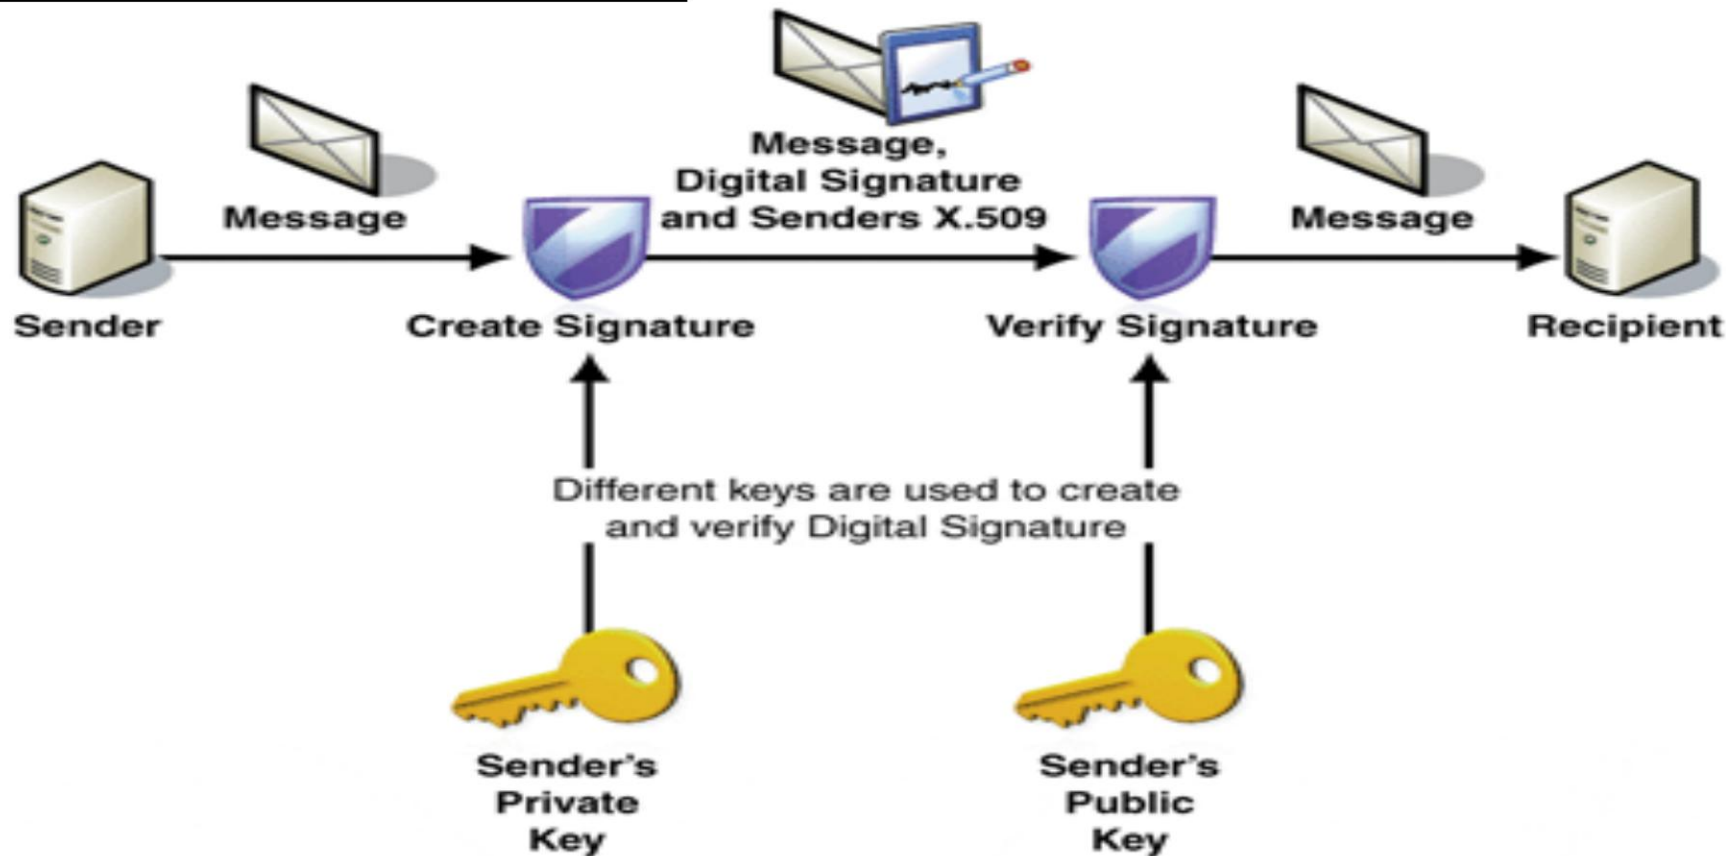 Message,
Digital Signature
and Senders X.509
Message
Message
Sender
Create Signature
Verify Signature
Recipient
Different keys are used to create
and verify Digital Signature
Sender's
Private
Key
Sender's
Public
Key